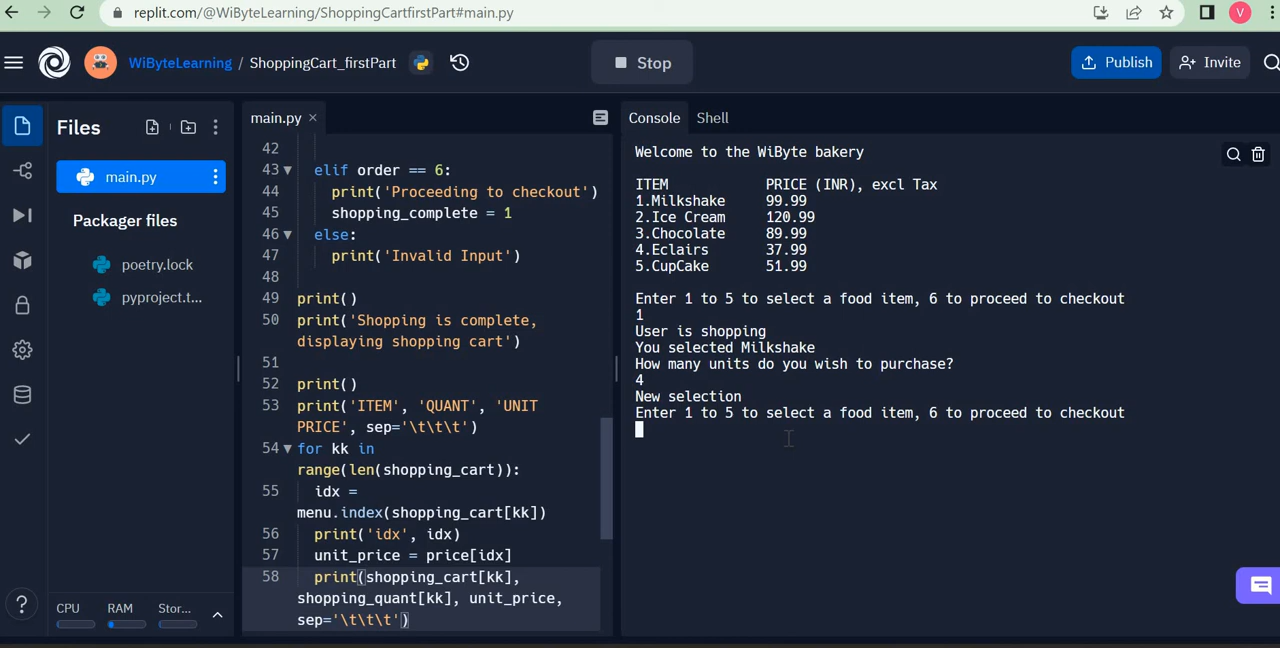 replit.com/@WiByteLearning/ShoppingCartfirstPart#main.py
V
WiByteLearning / ShoppingCart_firstPart
Stop
Publish
Invite
Files
main.py
Packager files
poetry.lock
pyproject.t...
?
CPU RAM Stor...
main.py ×
42
43 elif order == 6:
44 print('Proceeding to checkout')
45 shopping_complete = 1
46 else:
47 print('Invalid Input')
48
49 print()
50 print('Shopping is complete,
displaying shopping cart')
51
52 print()
53 print('ITEM', 'QUANT', 'UNIT
PRICE', sep='\t\t\t')
54 for kk in
range(len(shopping_cart)):
55 idx =
menu.index(shopping_cart[kk])
56 print('idx', idx)
57 unit_price = price[idx]
58 print(shopping_cart[kk],
shopping_quant[kk], unit_price,
sep='\t\t\t')
Console Shell
Welcome to the WiByte bakery
ITEM PRICE (INR), excl Tax
1.Milkshake 99.99
2.Ice Cream 120.99
3.Chocolate 89.99
4.Eclairs 37.99
5.CupCake 51.99
Enter 1 to 5 to select a food item, 6 to proceed to checkout
1
User is shopping
You selected Milkshake
How many units do you wish to purchase?
4
New selection
Enter 1 to 5 to select a food item, 6 to proceed to checkout